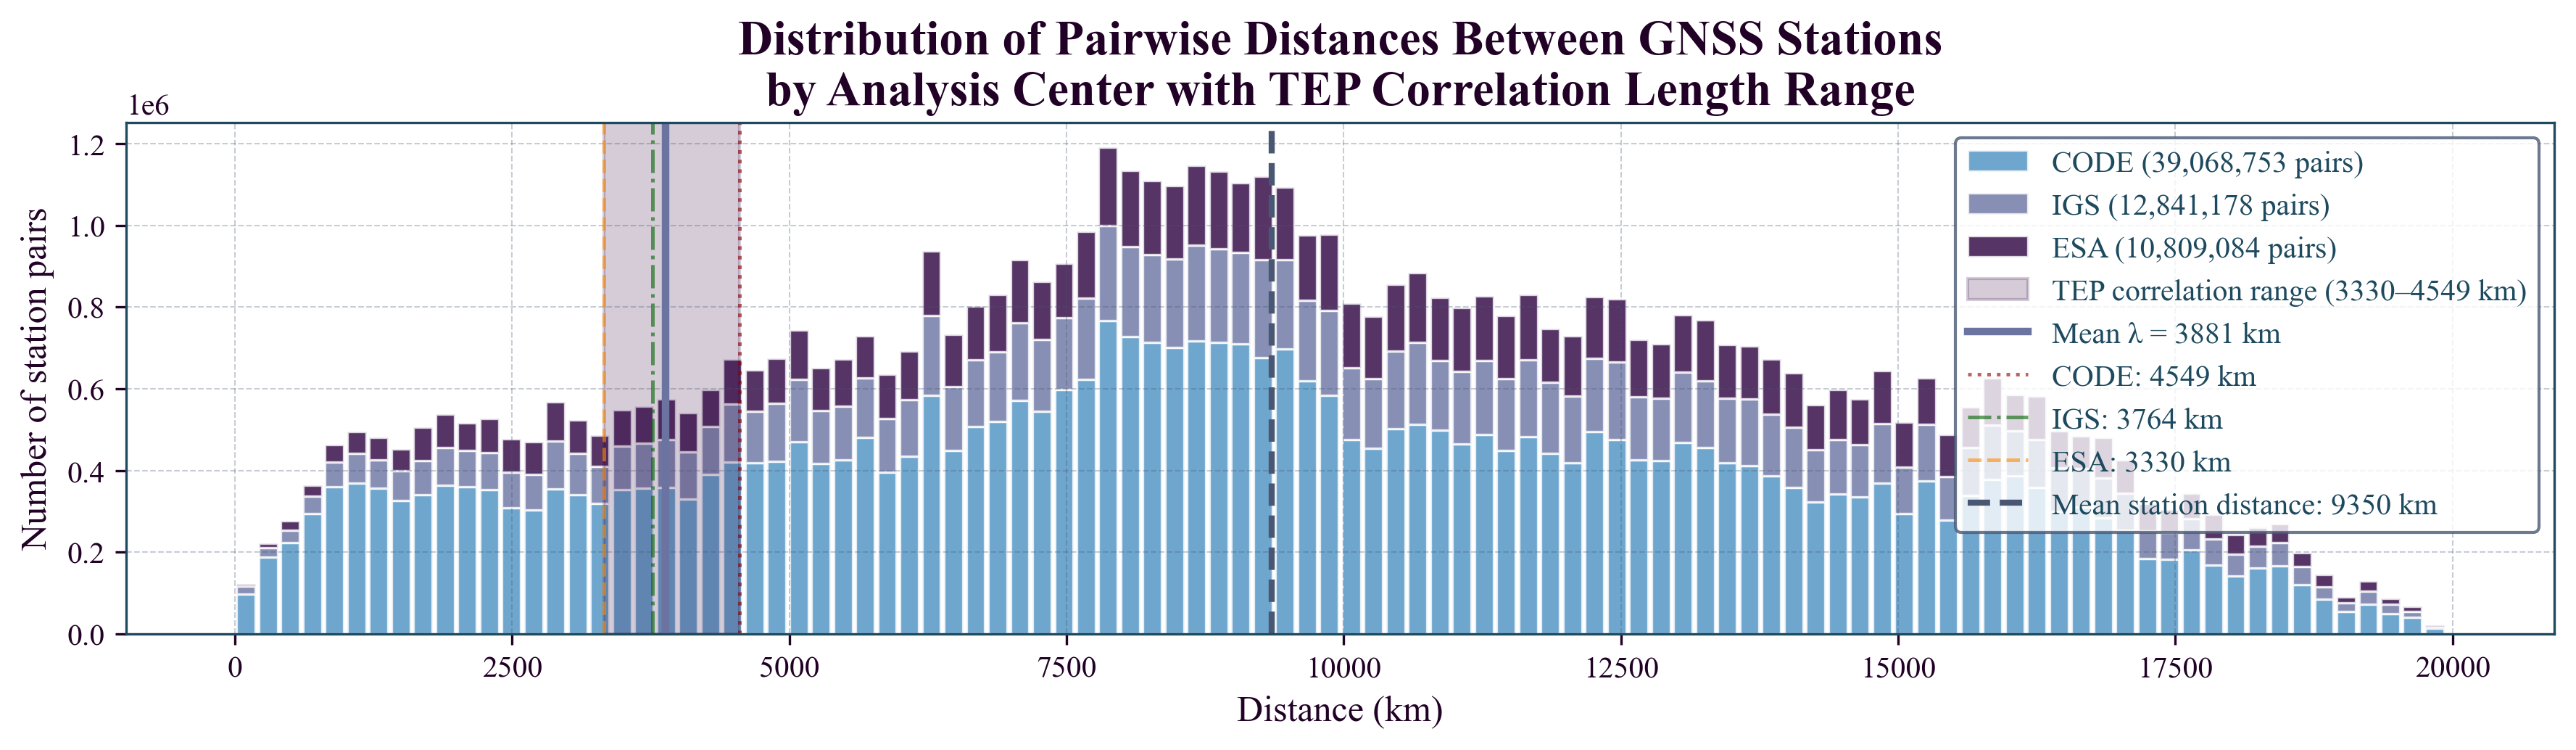 Distribution of Pairwise Distances Between GNSS Stations
by Analysis Center with TEP Correlation Length Range
1e6
1.2
1.0
0.8
0.6
0.4
0.2
0.0
Number of station pairs
CODE (39,068,753 pairs)
IGS (12,841,178 pairs)
ESA (10,809,084 pairs)
TEP correlation range (3330–4549 km)
Mean λ = 3881 km
CODE: 4549 km
IGS: 3764 km
ESA: 3330 km
Mean station distance: 9350 km
0 2500 5000 7500 10000 12500 15000 17500 20000
Distance (km)